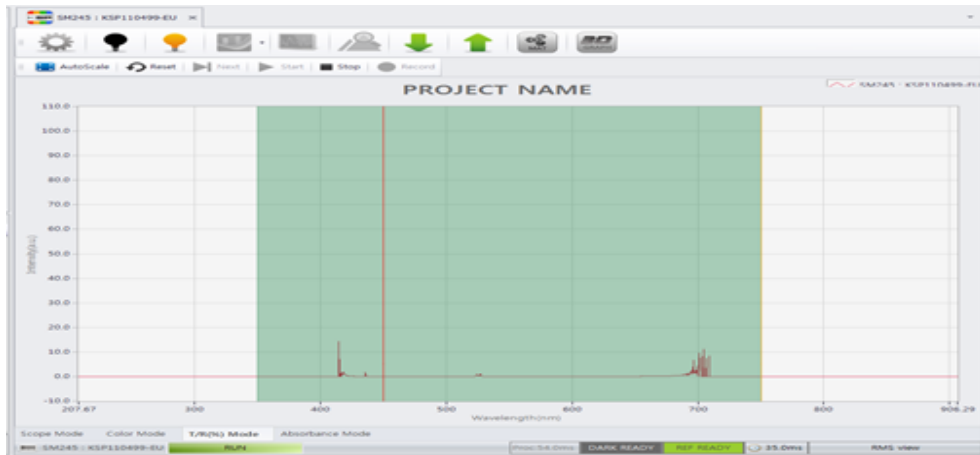 SM245 : KSP110499-EU
AutoScale Reset Next Start Stop Record
PROJECT NAME
SM245 : KSP110499-EU
110.0
100.0
90.0
80.0
70.0
60.0
50.0
40.0
30.0
20.0
10.0
0.0
-10.0
Intensity(a.u.)
207.67 300 400 500 600 700 800 906.29
Wavelength(nm)
Scope Mode Color Mode T/R(%) Mode Absorbance Mode
SM245 : KSP110499-EU RUN Proc:54.0ms DARK READY REF READY 35.0ms RMS view